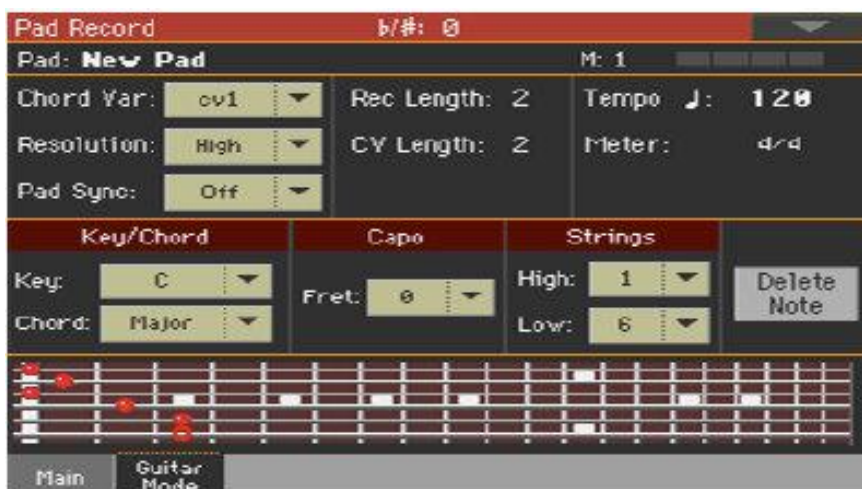 Pad Record ♭/#: 0
Pad: New Pad M: 1
Chord Var: cv1 Rec Length: 2 Tempo ♩: 120
Resolution: High CV Length: 2 Meter: 4/4
Pad Sync: Off
Key/Chord Capo Strings
Key: C Fret: 0 High: 1 Delete Note
Chord: Major Low: 6
Main Guitar Mode